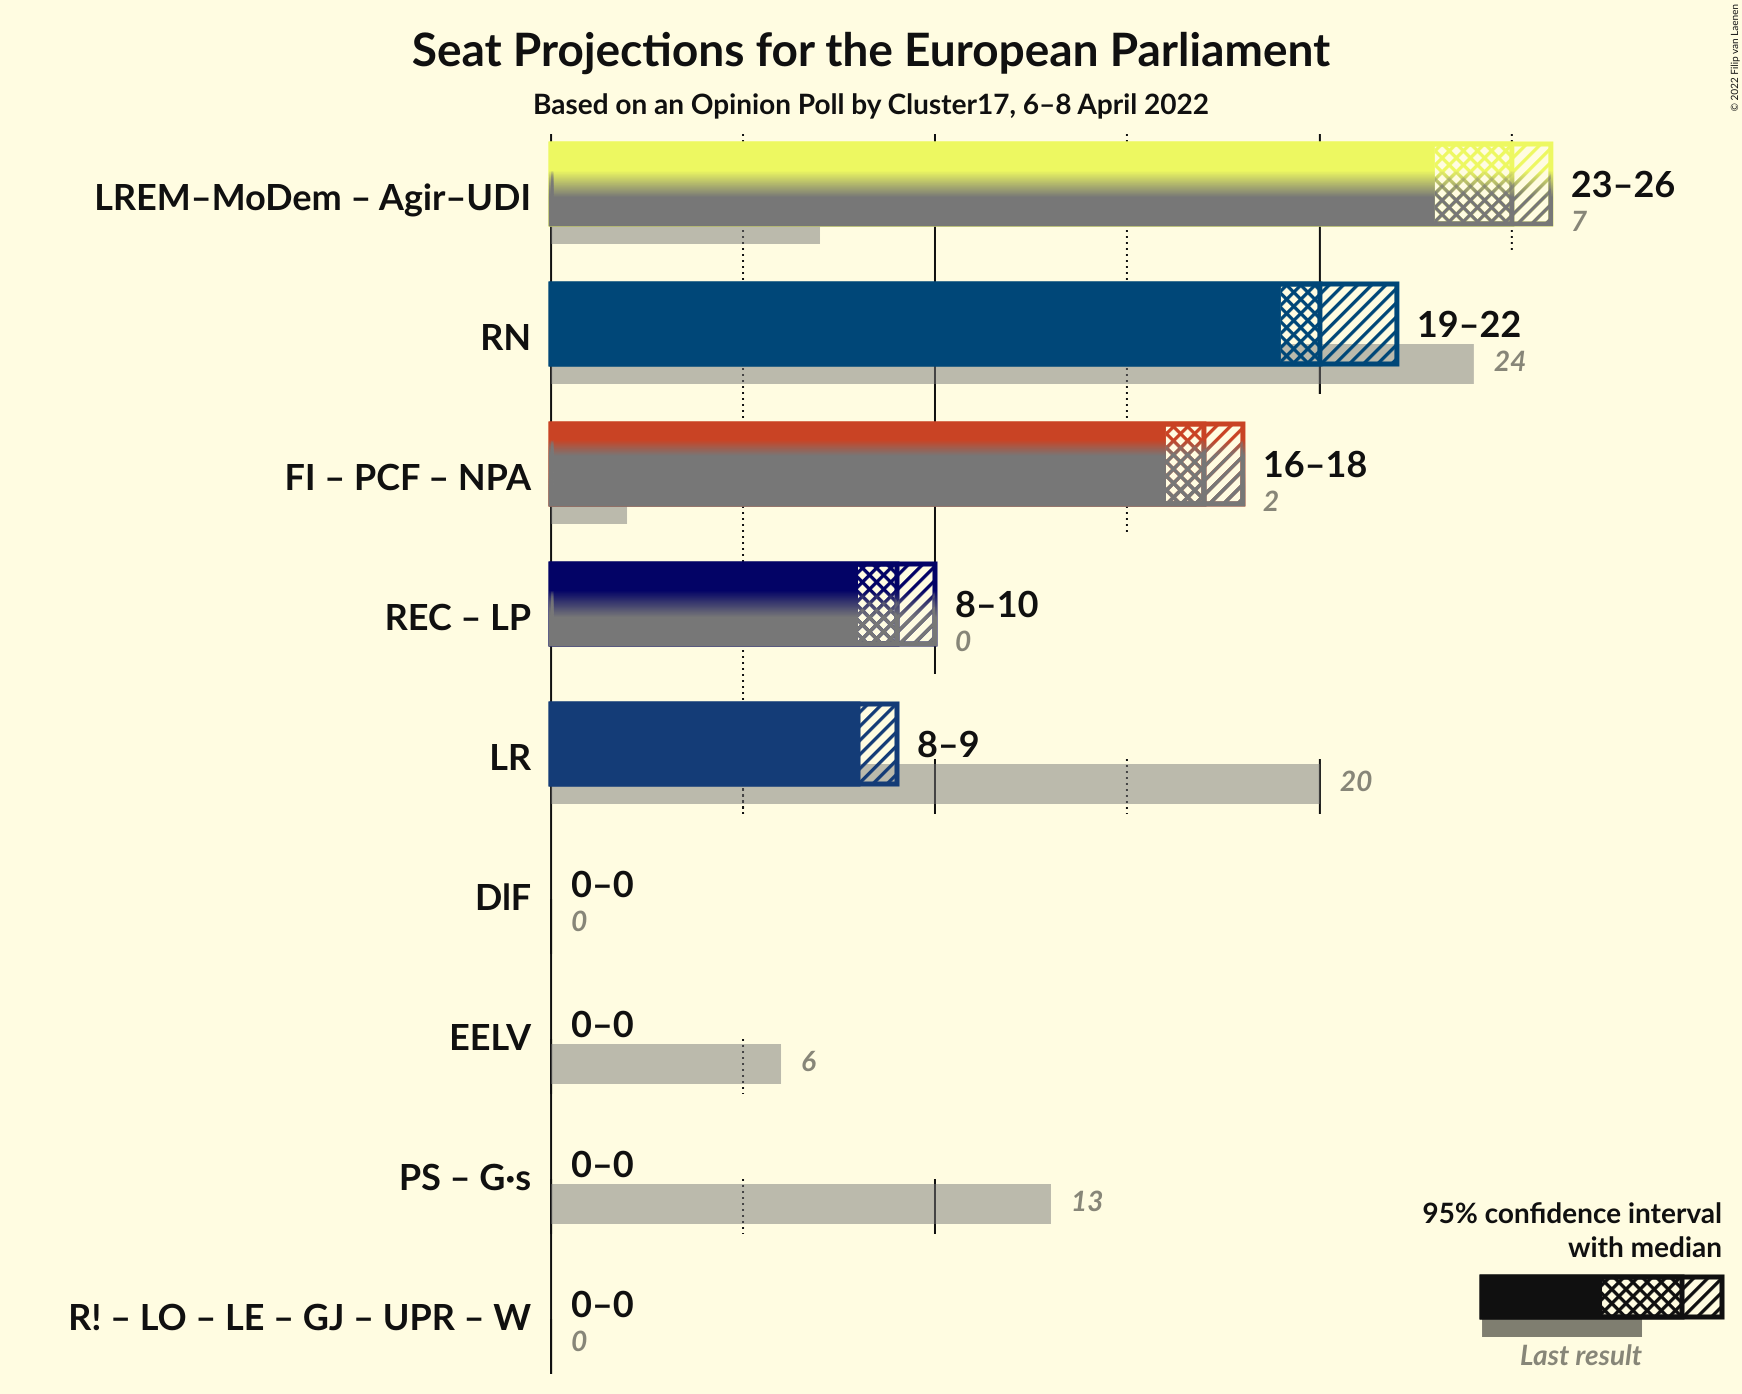 Seat Projections for the European Parliament
Based on an Opinion Poll by Cluster17, 6–8 April 2022
© 2022 Filip van Laenen
LREM–MoDem – Agir–UDI
23–26
7
RN
19–22
24
FI – PCF – NPA
16–18
2
REC – LP
8–10
0
LR
8–9
20
DlF
0–0
0
EELV
0–0
6
PS – G·s
0–0
13
R! – LO – LE – GJ – UPR – W
0–0
0
95% confidence interval
with median
Last result